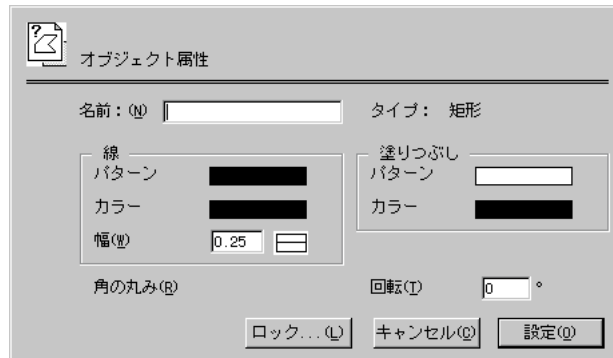 ?
オブジェクト属性
名前：(N)
タイプ： 矩形
線
パターン
カラー
幅(W) 0.25
塗りつぶし
パターン
カラー
角の丸み(R)
回転(T) 0 °
ロック...(L) キャンセル(C) 設定(O)